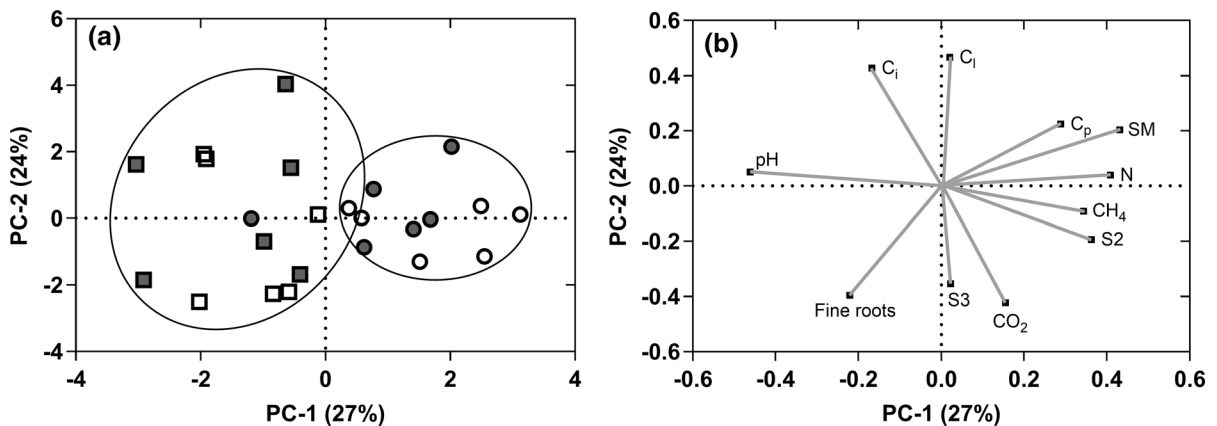 (a)
6
4
2
0
-2
-4
-4 -2 0 2 4
PC-2 (24%)
PC-1 (27%)
(b)
0.6
0.4
0.2
0.0
-0.2
-0.4
-0.6
-0.6 -0.4 -0.2 0.0 0.2 0.4 0.6
PC-2 (24%)
PC-1 (27%)
Ci
Cl
Cp
SM
pH
N
CH4
S2
Fine roots
S3
CO2